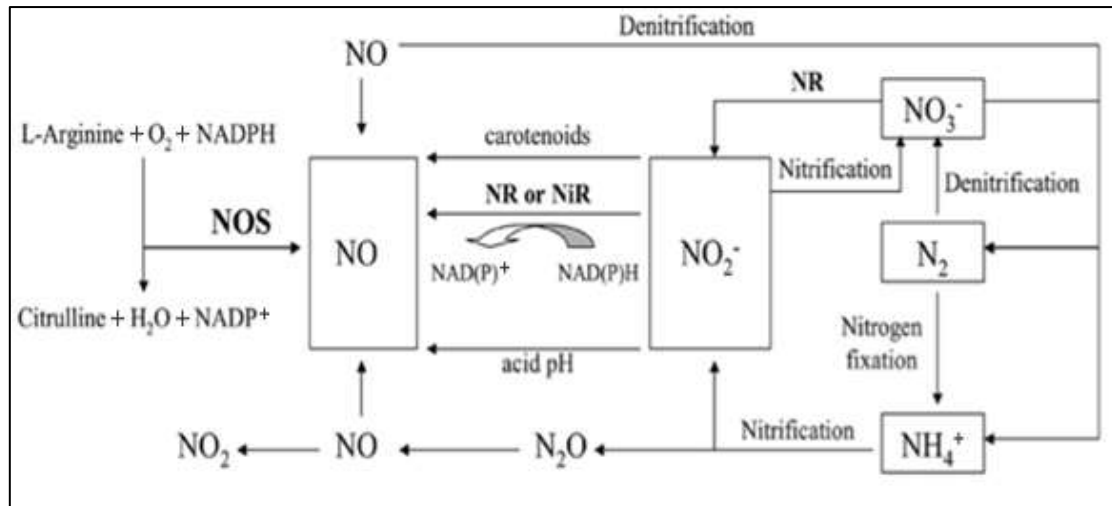 Denitrification
NO
NR
NO₃⁻
L-Arginine + O₂ + NADPH
carotenoids
Nitrification
Denitrification
NR or NiR
NOS
NO
NO₂⁻
N₂
NAD(P)⁺
NAD(P)H
Citrulline + H₂O + NADP⁺
Nitrogen
fixation
acid pH
NO₂
NO
N₂O
Nitrification
NH₄⁺